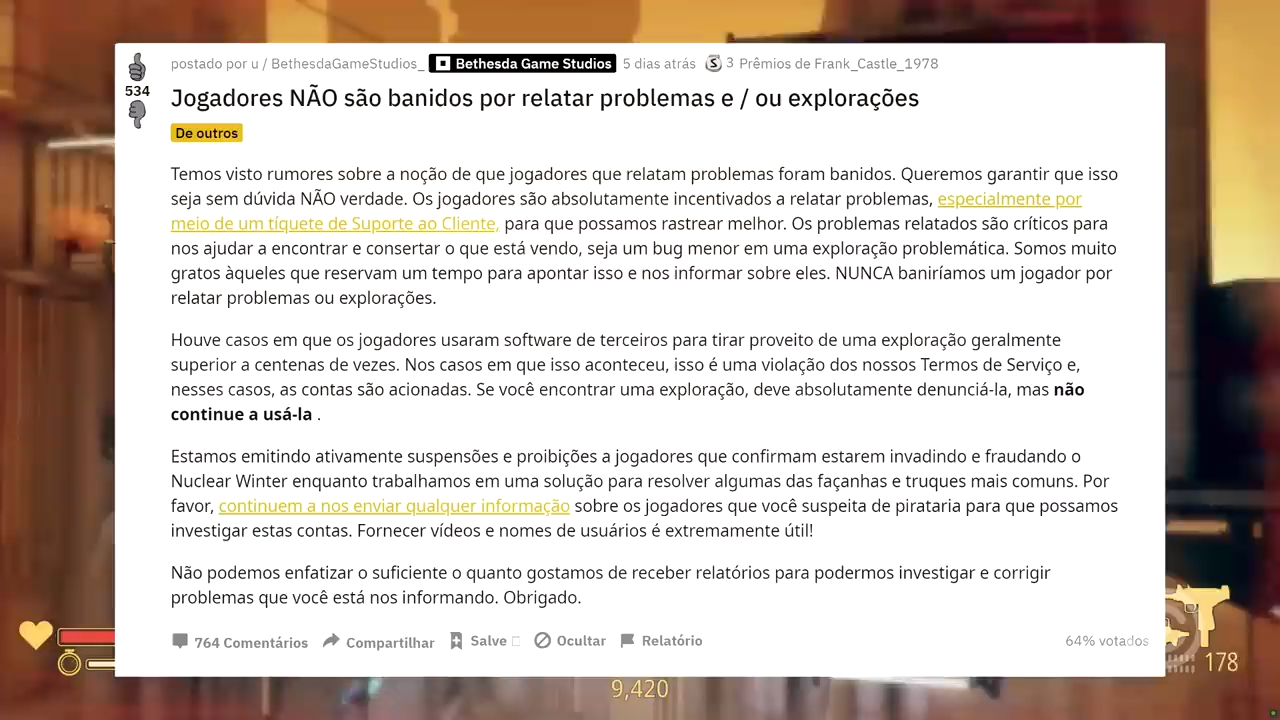 postado por u / BethesdaGameStudios_ Bethesda Game Studios 5 dias atrás S 3 Prêmios de Frank_Castle_1978
534
Jogadores NÃO são banidos por relatar problemas e / ou explorações
De outros
Temos visto rumores sobre a noção de que jogadores que relatam problemas foram banidos. Queremos garantir que isso
seja sem dúvida NÃO verdade. Os jogadores são absolutamente incentivados a relatar problemas, especialmente por
meio de um tíquete de Suporte ao Cliente, para que possamos rastrear melhor. Os problemas relatados são críticos para
nos ajudar a encontrar e consertar o que está vendo, seja um bug menor em uma exploração problemática. Somos muito
gratos àqueles que reservam um tempo para apontar isso e nos informar sobre eles. NUNCA baniríamos um jogador por
relatar problemas ou explorações.
Houve casos em que os jogadores usaram software de terceiros para tirar proveito de uma exploração geralmente
superior a centenas de vezes. Nos casos em que isso aconteceu, isso é uma violação dos nossos Termos de Serviço e,
nesses casos, as contas são acionadas. Se você encontrar uma exploração, deve absolutamente denunciá-la, mas não
continue a usá-la .
Estamos emitindo ativamente suspensões e proibições a jogadores que confirmam estarem invadindo e fraudando o
Nuclear Winter enquanto trabalhamos em uma solução para resolver algumas das façanhas e truques mais comuns. Por
favor, continuem a nos enviar qualquer informação sobre os jogadores que você suspeita de pirataria para que possamos
investigar estas contas. Fornecer vídeos e nomes de usuários é extremamente útil!
Não podemos enfatizar o suficiente o quanto gostamos de receber relatórios para podermos investigar e corrigir
problemas que você está nos informando. Obrigado.
764 Comentários Compartilhar Salve Ocultar Relatório 64% votados
178
9,420